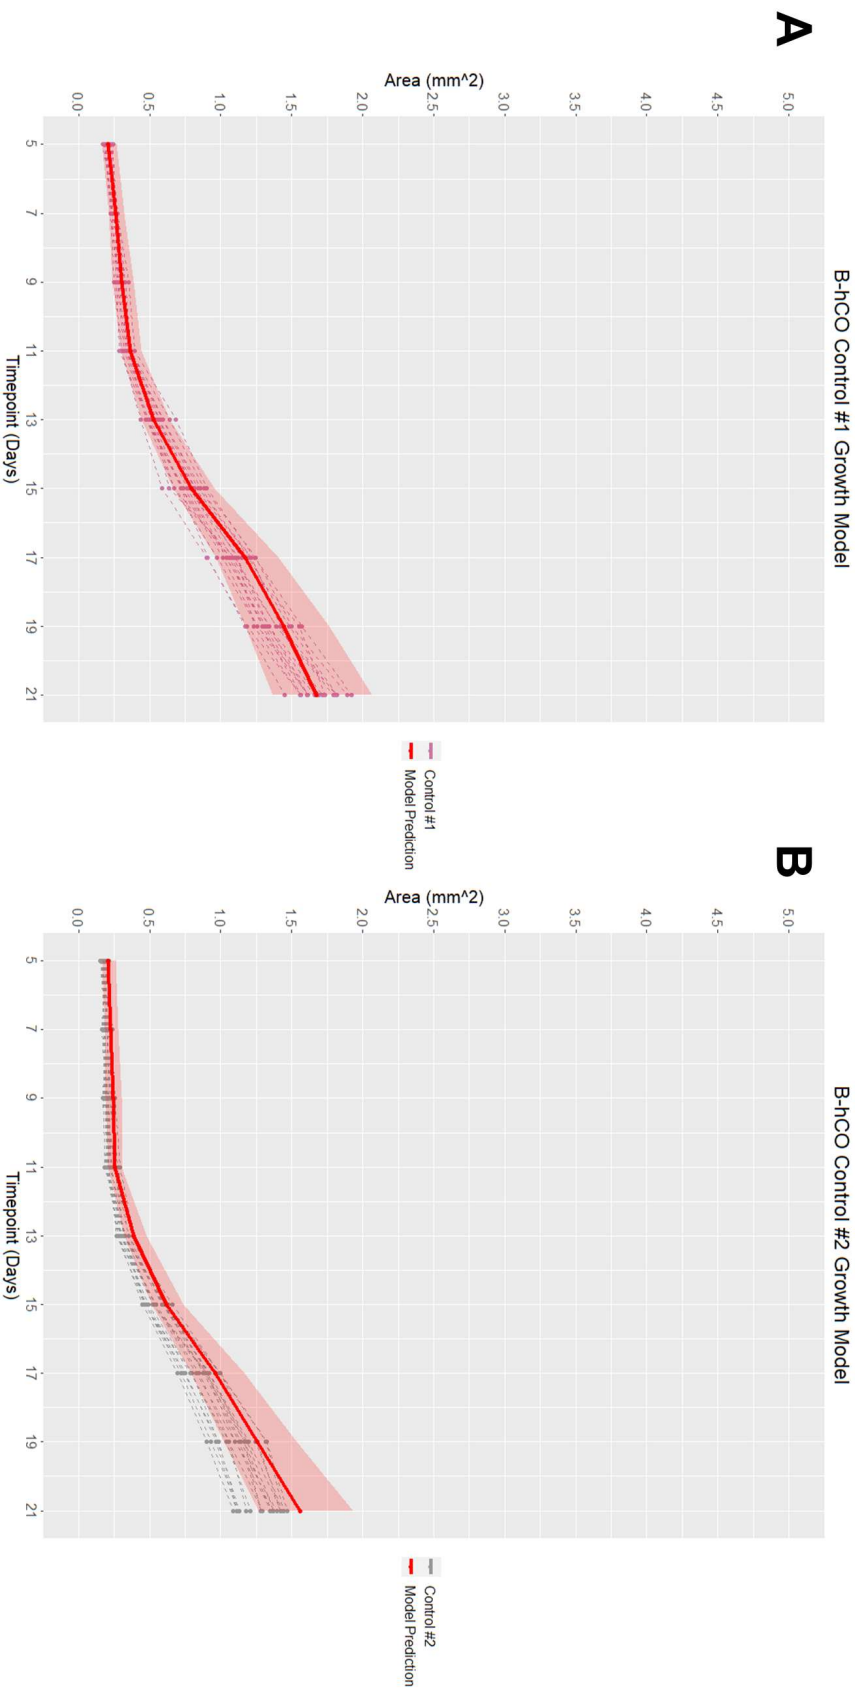 A
B-hCO Control #1 Growth Model
Area (mm^2)
5.0
4.5
4.0
3.5
3.0
2.5
2.0
1.5
1.0
0.5
0.0
5 7 9 11 13 15 17 19 21
Timepoint (Days)
Control #1
Model Prediction
B
B-hCO Control #2 Growth Model
Area (mm^2)
5.0
4.5
4.0
3.5
3.0
2.5
2.0
1.5
1.0
0.5
0.0
5 7 9 11 13 15 17 19 21
Timepoint (Days)
Control #2
Model Prediction